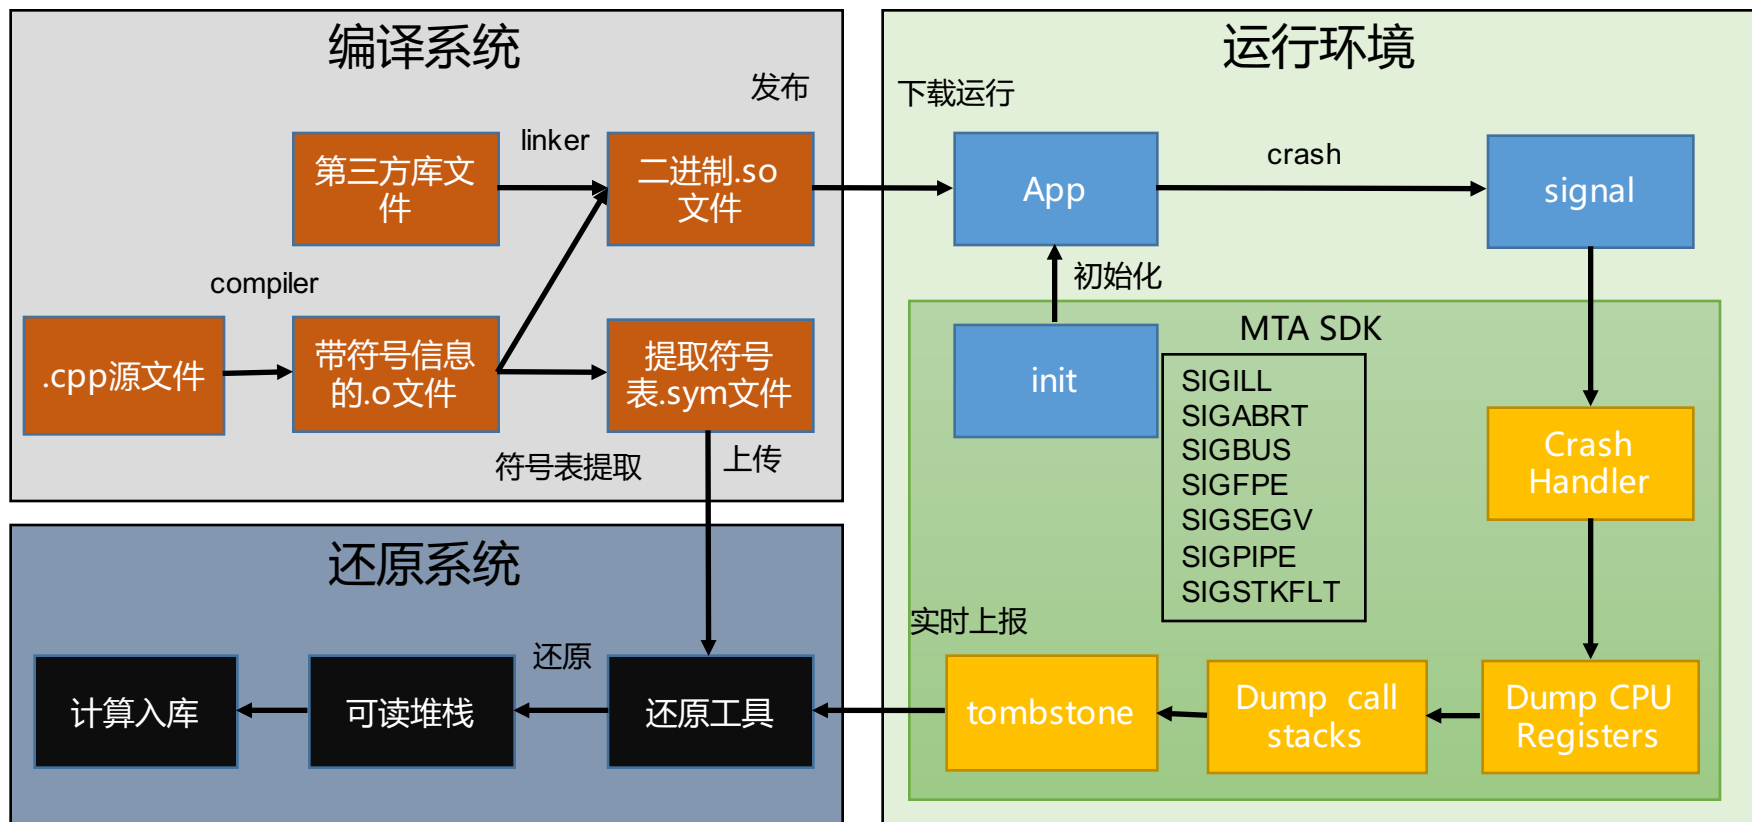 编译系统
发布
第三方库文
件
linker
二进制.so
文件
compiler
.cpp源文件
带符号信息
的.o文件
提取符号
表.sym文件
符号表提取
上传
还原系统
计算入库
可读堆栈
还原
还原工具
运行环境
下载运行
App
crash
signal
初始化
MTA SDK
init
SIGILL
SIGABRT
SIGBUS
SIGFPE
SIGSEGV
SIGPIPE
SIGSTKFLT
Crash
Handler
实时上报
tombstone
Dump call
stacks
Dump CPU
Registers